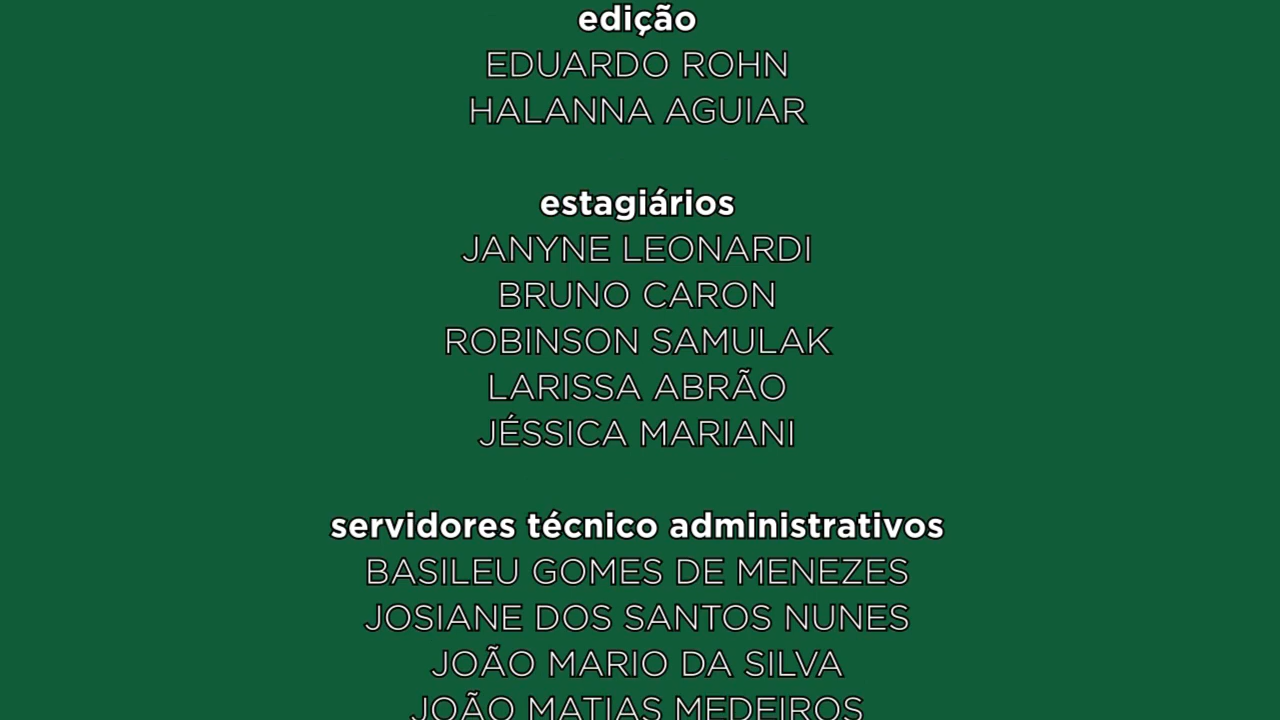 edição
EDUARDO ROHN
HALANNA AGUIAR
estagiários
JANYNE LEONARDI
BRUNO CARON
ROBINSON SAMULAK
LARISSA ABRÃO
JÉSSICA MARIANI
servidores técnico administrativos
BASILEU GOMES DE MENEZES
JOSIANE DOS SANTOS NUNES
JOÃO MARIO DA SILVA
JOÃO MATIAS MEDEIROS